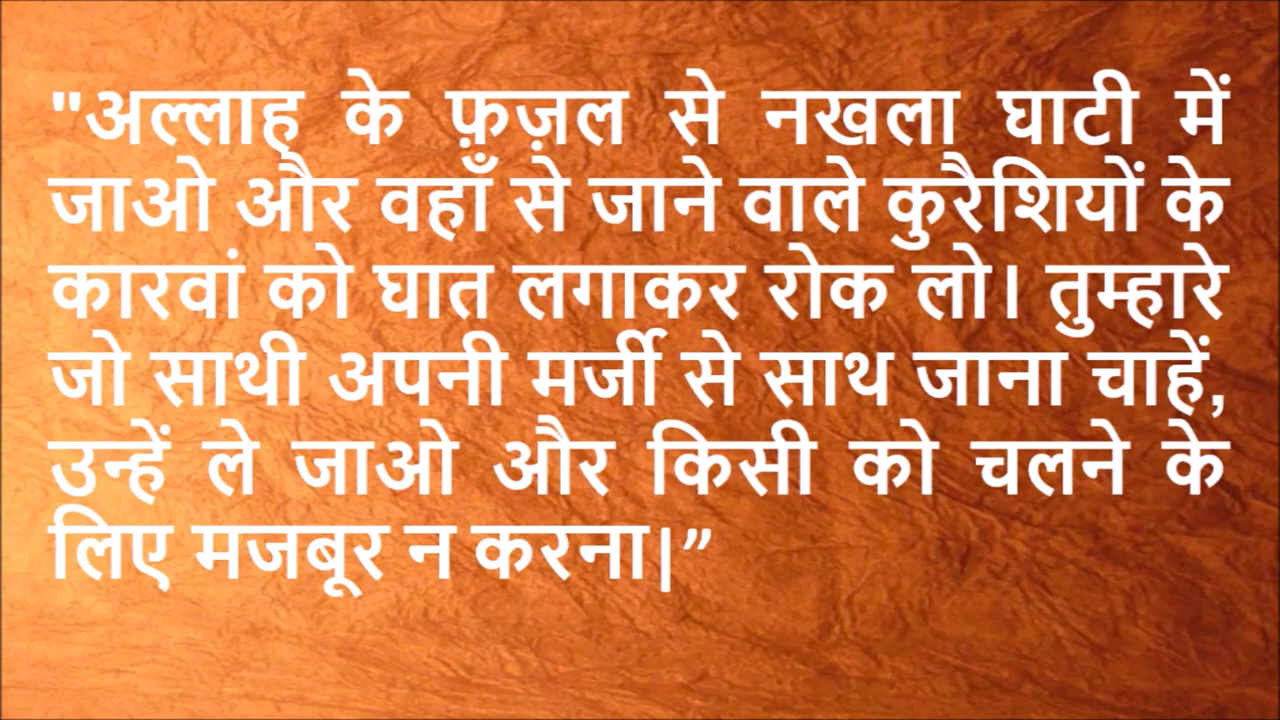 "अल्लाह के फ़ज़ल से नखला घाटी में
जाओ और वहाँ से जाने वाले कुरैशियों के
कारवां को घात लगाकर रोक लो। तुम्हारे
जो साथी अपनी मर्जी से साथ जाना चाहें,
उन्हें ले जाओ और किसी को चलने के
लिए मजबूर न करना|”